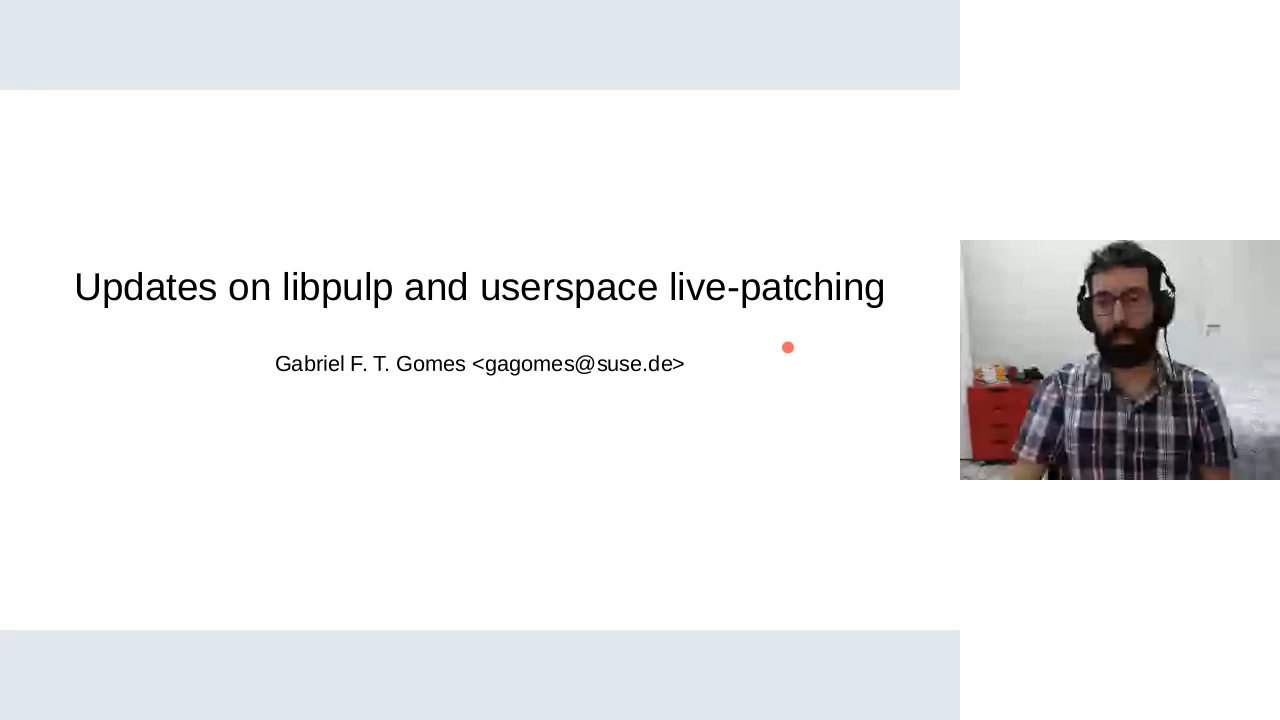 Updates on libpulp and userspace live-patching
Gabriel F. T. Gomes <gagomes@suse.de>